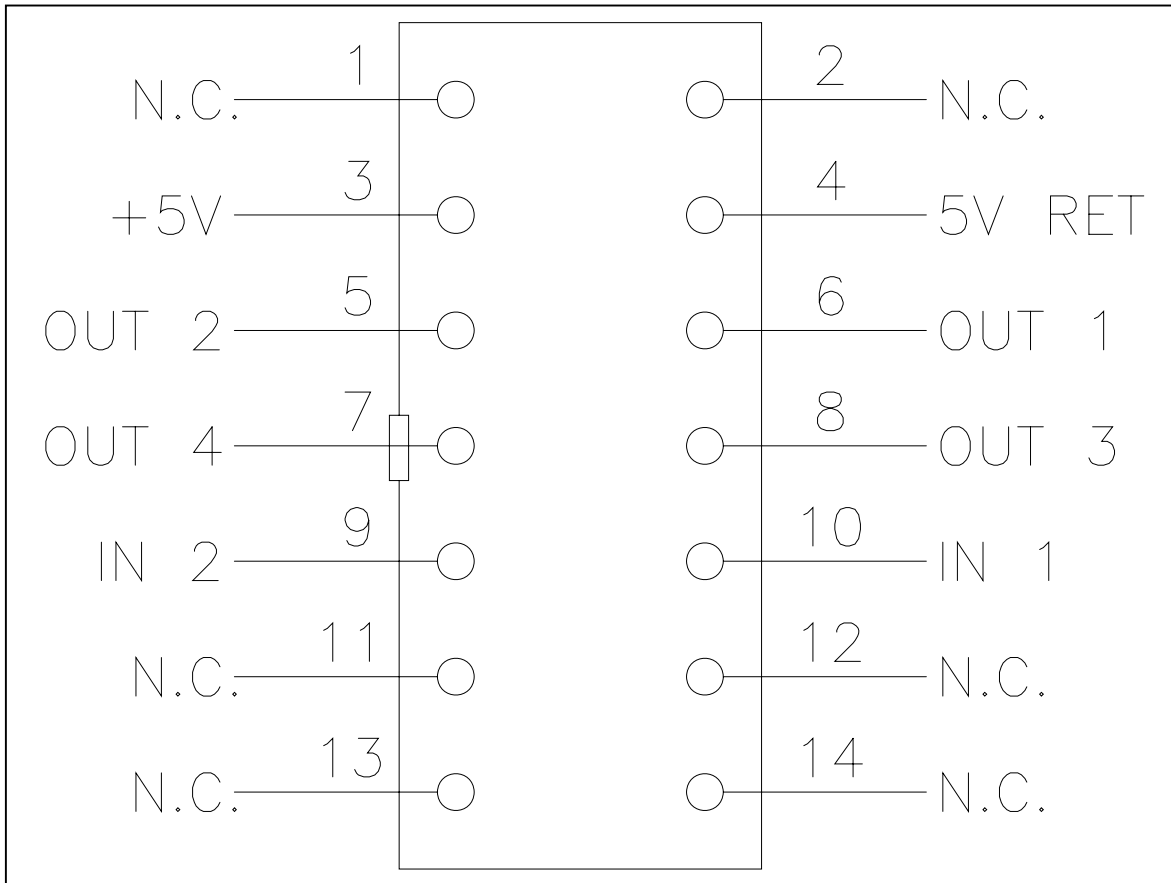 N.C. 1 2 N.C.
+5V 3 4 5V RET
OUT 2 5 6 OUT 1
OUT 4 7 8 OUT 3
IN 2 9 10 IN 1
N.C. 11 12 N.C.
N.C. 13 14 N.C.